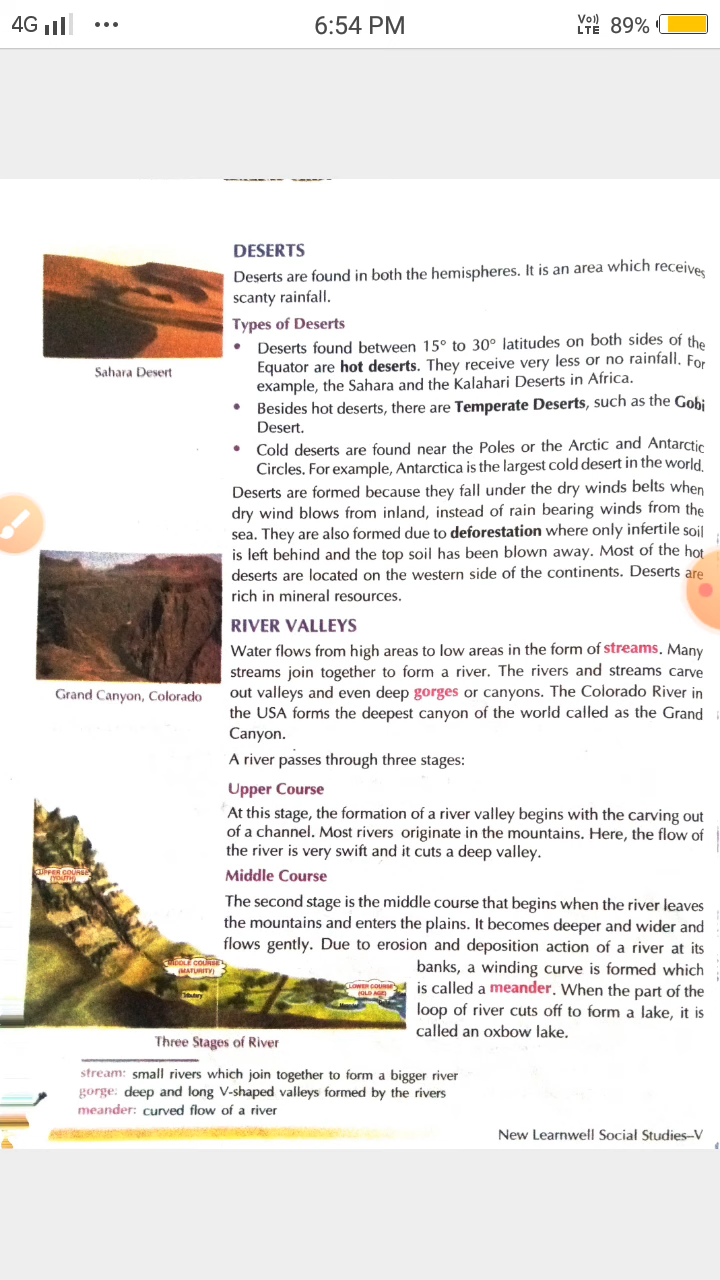 4G
6:54 PM
Vo))
LTE
89%
DESERTS
Deserts are found in both the hemispheres. It is an area which receives
scanty rainfall.
Types of Deserts
• Deserts found between 15° to 30° latitudes on both sides of the
Equator are hot deserts. They receive very less or no rainfall. For
example, the Sahara and the Kalahari Deserts in Africa.
• Besides hot deserts, there are Temperate Deserts, such as the Gobi
Desert.
• Cold deserts are found near the Poles or the Arctic and Antarctic
Circles. For example, Antarctica is the largest cold desert in the world.
Deserts are formed because they fall under the dry winds belts when
dry wind blows from inland, instead of rain bearing winds from the
sea. They are also formed due to deforestation where only infertile soil
is left behind and the top soil has been blown away. Most of the hot
deserts are located on the western side of the continents. Deserts are
rich in mineral resources.
Sahara Desert
RIVER VALLEYS
Water flows from high areas to low areas in the form of streams. Many
streams join together to form a river. The rivers and streams carve
out valleys and even deep gorges or canyons. The Colorado River in
the USA forms the deepest canyon of the world called as the Grand
Canyon.
Grand Canyon, Colorado
A river passes through three stages:
Upper Course
At this stage, the formation of a river valley begins with the carving out
of a channel. Most rivers originate in the mountains. Here, the flow of
the river is very swift and it cuts a deep valley.
Middle Course
The second stage is the middle course that begins when the river leaves
the mountains and enters the plains. It becomes deeper and wider and
flows gently. Due to erosion and deposition action of a river at its
banks, a winding curve is formed which
is called a meander. When the part of the
loop of river cuts off to form a lake, it is
called an oxbow lake.
UPPER COURSE
(YOUTH)
MIDDLE COURSE
(MATURITY)
LOWER COURSE
(OLD AGE)
Three Stages of River
stream: small rivers which join together to form a bigger river
gorge: deep and long V-shaped valleys formed by the rivers
meander: curved flow of a river
New Learnwell Social Studies–V